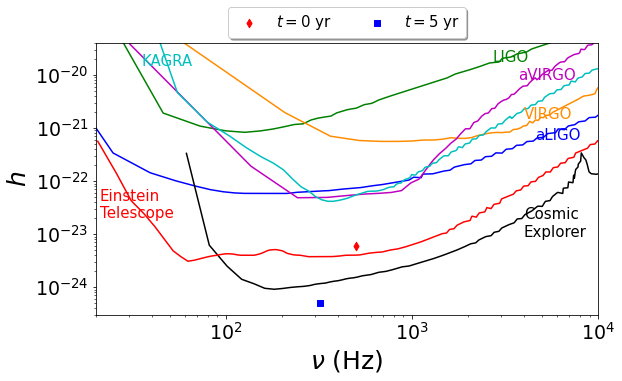 t = 0 yr t = 5 yr
LIGO
KAGRA
aVIRGO
10^{-20}
VIRGO
10^{-21}
aLIGO
h
10^{-22}
Einstein
Telescope
Cosmic
Explorer
10^{-23}
10^{-24}
10^{2} 10^{3} 10^{4}
ν (Hz)